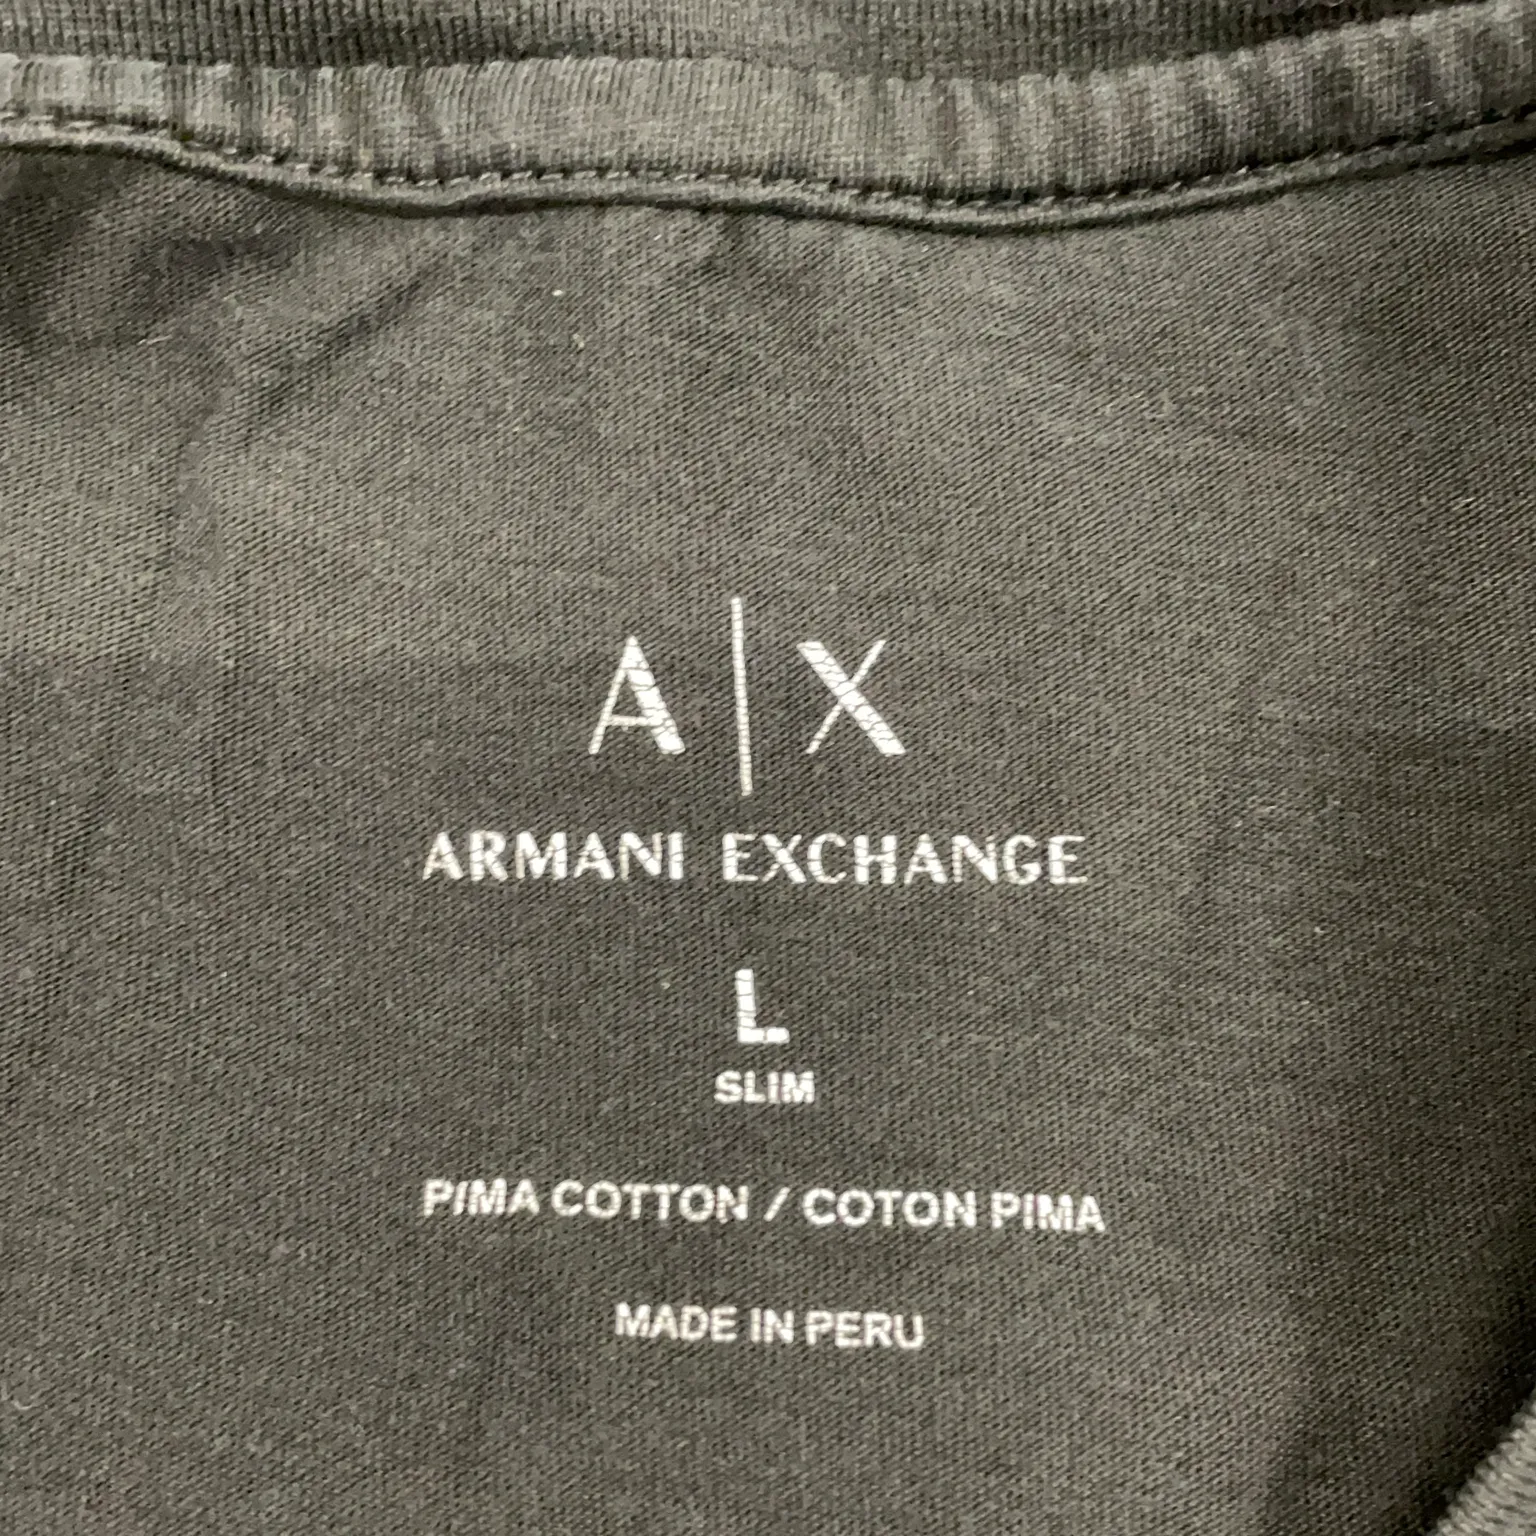 A|X
ARMANI EXCHANGE
L
SLIM
PIMA COTTON / COTON PIMA
MADE IN PERU